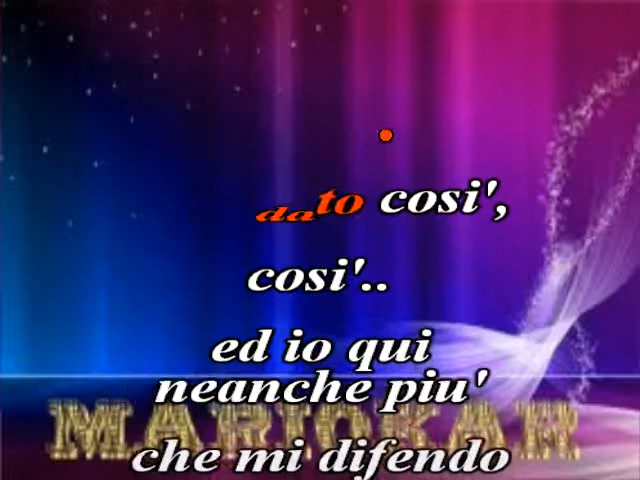 dato cosi',
cosi'..
ed io qui
neanche piu'
MARIOKAR
che mi difendo